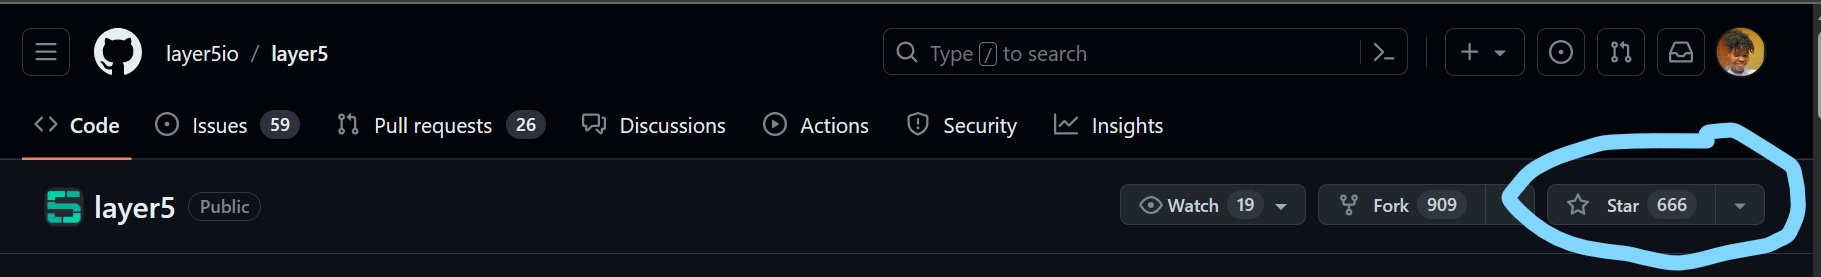 layer5io / layer5
Type / to search
Code Issues 59 Pull requests 26 Discussions Actions Security Insights
layer5 Public Watch 19 Fork 909 Star 666